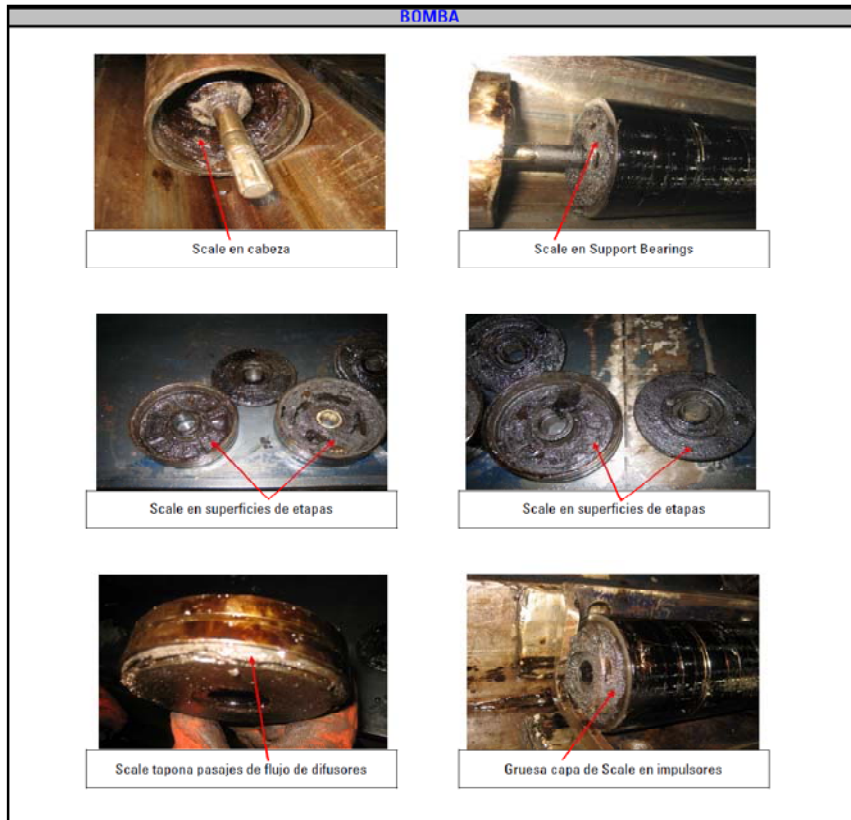 BOMBA
Scale en cabeza
Scale en Support Bearings
Scale en superficies de etapas
Scale en superficies de etapas
Scale tapona pasajes de flujo de difusores
Gruesa capa de Scale en impulsores